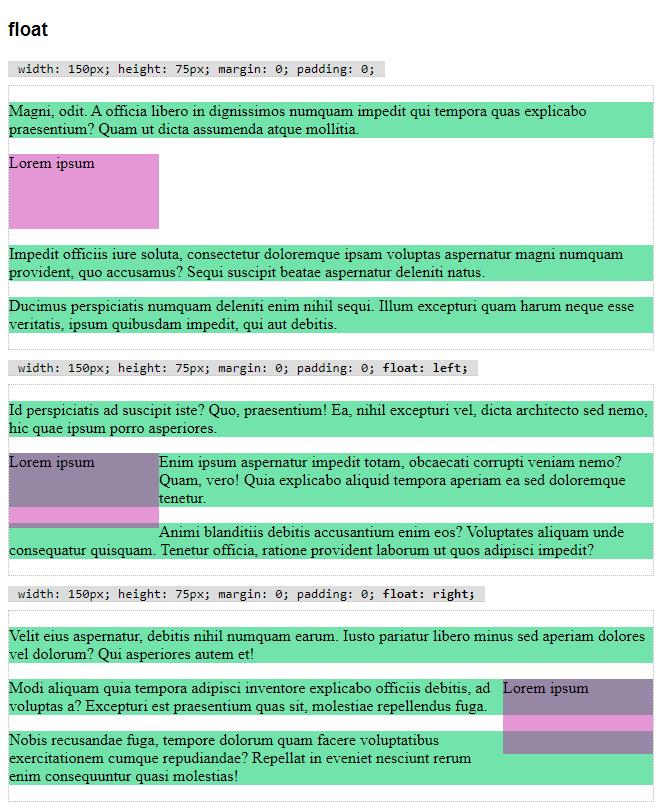 float
width: 150px; height: 75px; margin: 0; padding: 0;
Magni, odit. A officia libero in dignissimos numquam impedit qui tempora quas explicabo
praesentium? Quam ut dicta assumenda atque mollitia.
Lorem ipsum
Impedit officiis iure soluta, consectetur doloremque ipsam voluptas aspernatur magni numquam
provident, quo accusamus? Sequi suscipit beatae aspernatur deleniti natus.
Ducimus perspiciatis numquam deleniti enim nihil sequi. Illum excepturi quam harum neque esse
veritatis, ipsum quibusdam impedit, qui aut debitis.
width: 150px; height: 75px; margin: 0; padding: 0; float: left;
Id perspiciatis ad suscipit iste? Quo, praesentium! Ea, nihil excepturi vel, dicta architecto sed nemo,
hic quae ipsum porro asperiores.
Lorem ipsum
Enim ipsum aspernatur impedit totam, obcaecati corrupti veniam nemo?
Quam, vero! Quia explicabo aliquid tempora aperiam ea sed doloremque
tenetur.
Animi blanditiis debitis accusantium enim eos? Voluptates aliquam unde
consequatur quisquam. Tenetur officia, ratione provident laborum ut quos adipisci impedit?
width: 150px; height: 75px; margin: 0; padding: 0; float: right;
Velit eius aspernatur, debitis nihil numquam earum. Iusto pariatur libero minus sed aperiam dolores
vel dolorum? Qui asperiores autem et!
Modi aliquam quia tempora adipisci inventore explicabo officiis debitis, ad
voluptas a? Excepturi est praesentium quas sit, molestiae repellendus fuga.
Lorem ipsum
Nobis recusandae fuga, tempore dolorum quam facere voluptatibus
exercitationem cumque repudiandae? Repellat in eveniet nesciunt rerum
enim consequuntur quasi molestias!